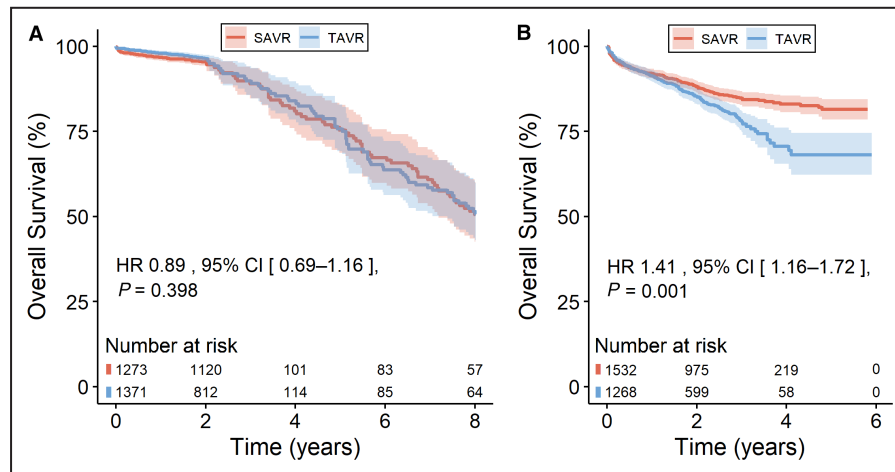 A
SAVR TAVR
Overall Survival (%)
100
75
50
25
0
HR 0.89 , 95% CI [ 0.69–1.16 ],
P = 0.398
Number at risk
1273 1120 101 83 57
1371 812 114 85 64
0 2 4 6 8
Time (years)
B
SAVR TAVR
Overall Survival (%)
100
75
50
25
0
HR 1.41 , 95% CI [ 1.16–1.72 ],
P = 0.001
Number at risk
1532 975 219 0
1268 599 58 0
0 2 4 6
Time (years)